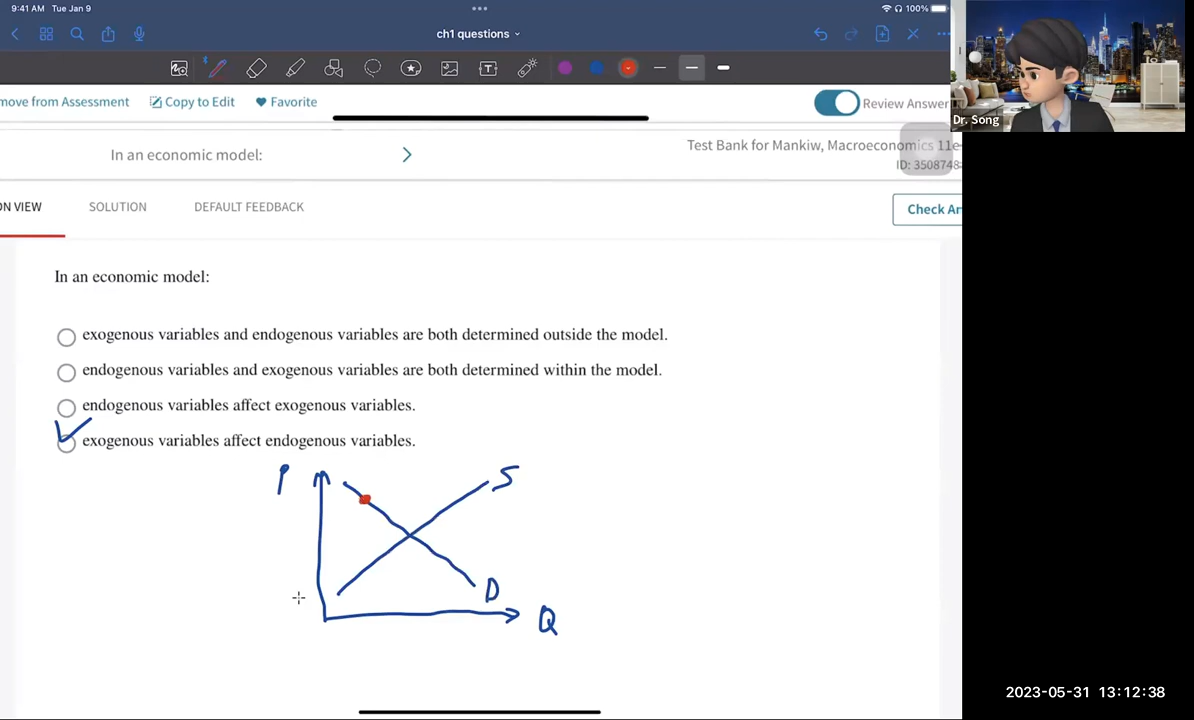 9:41 AM Tue Jan 9
100%
ch1 questions
move from Assessment Copy to Edit Favorite Review Answer
Dr. Song
In an economic model:
Test Bank for Mankiw, Macroeconomics 11e
ID: 3508748
ON VIEW SOLUTION DEFAULT FEEDBACK
Check An
In an economic model:
exogenous variables and endogenous variables are both determined outside the model.
endogenous variables and exogenous variables are both determined within the model.
endogenous variables affect exogenous variables.
exogenous variables affect endogenous variables.
P S
D
Q
2023-05-31 13:12:38